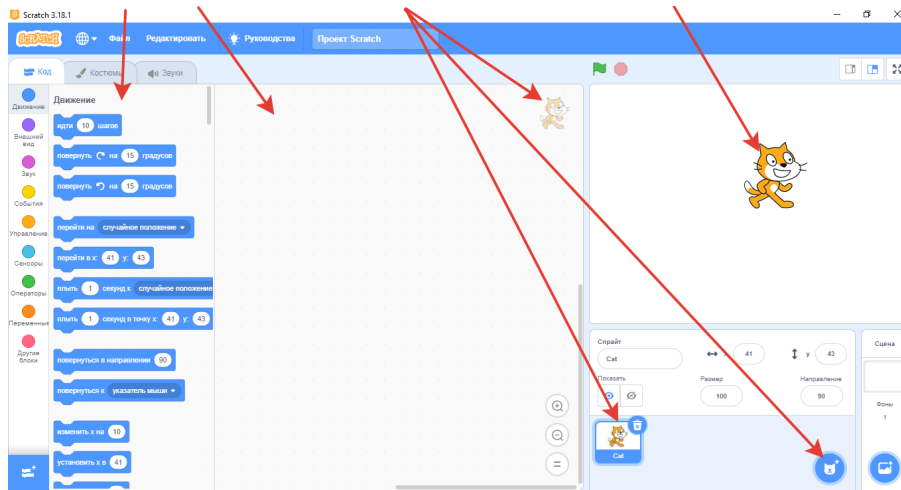 Scratch 3.18.1
SCRATCH Файл Редактировать Руководства Проект Scratch
Код Костюмы Звуки
Движение
Внешний вид
Звук
События
Управление
Сенсоры
Операторы
Переменные
Другие блоки
Движение
идти 10 шагов
повернуть на 15 градусов
повернуть на 15 градусов
перейти на случайное положение
перейти в x: 41 y: 43
плыть 1 секунд к случайное положение
плыть 1 секунд в точку x: 41 y: 43
повернуться в направлении 90
повернуться к указатель мыши
изменить x на 10
установить x в 41
Спрайт
Cat
41
y 43
Показать
Размер
100
Направление
90
Cat
Сцена
Фоны
1